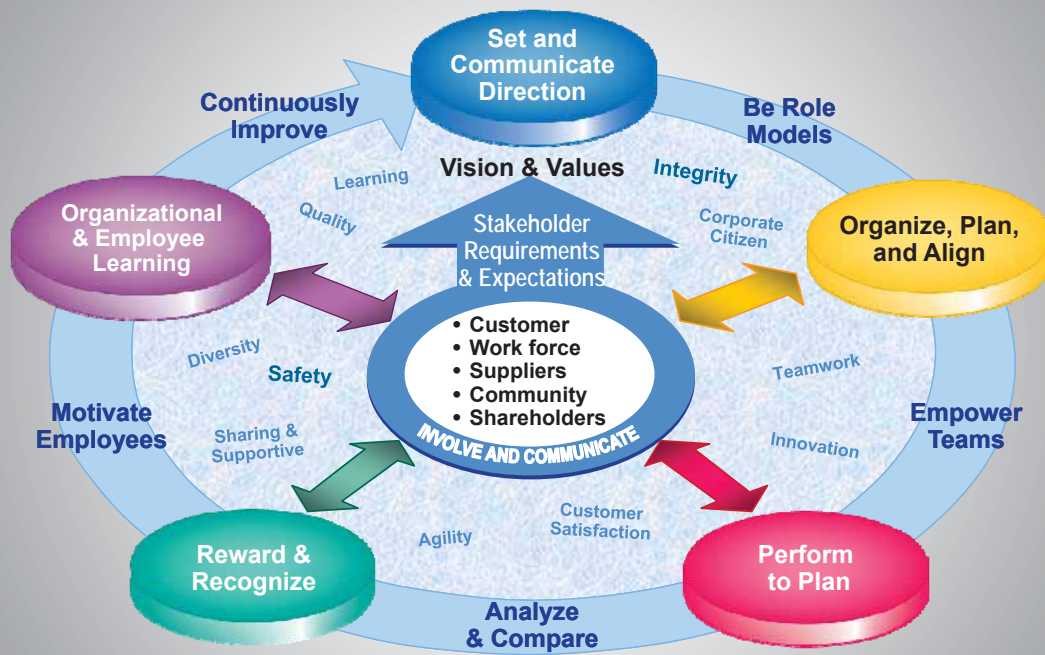 Set and
Communicate
Direction
Continuously
Improve
Be Role
Models
Learning
Vision & Values
Integrity
Quality
Corporate
Citizen
Organizational
& Employee
Learning
Stakeholder
Requirements
& Expectations
Organize, Plan,
and Align
• Customer
• Work force
• Suppliers
• Community
• Shareholders
INVOLVE AND COMMUNICATE
Diversity
Safety
Teamwork
Motivate
Employees
Sharing &
Supportive
Innovation
Empower
Teams
Agility
Customer
Satisfaction
Reward &
Recognize
Perform
to Plan
Analyze
& Compare